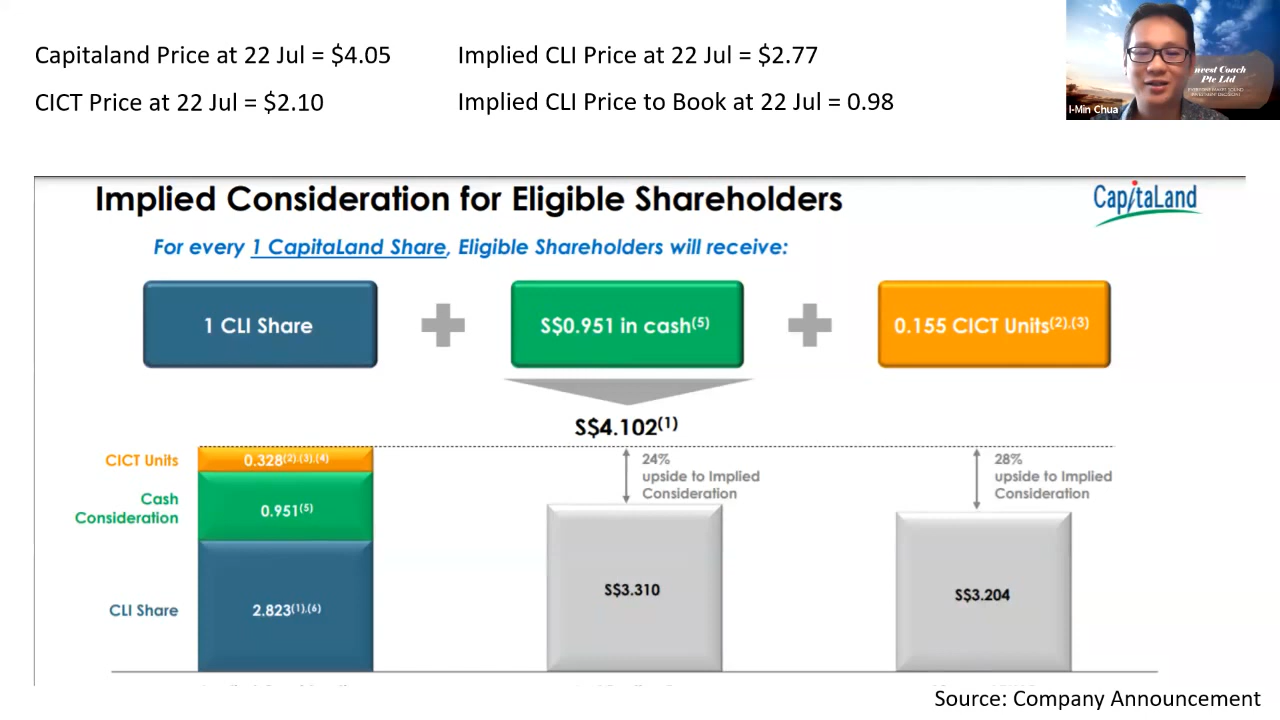 Capitaland Price at 22 Jul = $4.05
Implied CLI Price at 22 Jul = $2.77
CICT Price at 22 Jul = $2.10
Implied CLI Price to Book at 22 Jul = 0.98
nvest Coach
Pte Ltd
I-Min Chua
Implied Consideration for Eligible Shareholders
CapitaLand
For every 1 CapitaLand Share, Eligible Shareholders will receive:
1 CLI Share
S$0.951 in cash(5)
0.155 CICT Units(2),(3)
S$4.102(1)
CICT Units
0.328(2),(3),(4)
24%
upside to Implied
Consideration
28%
upside to Implied
Consideration
Cash
Consideration
0.951(5)
CLI Share
2.823(1),(6)
S$3.310
S$3.204
Source: Company Announcement